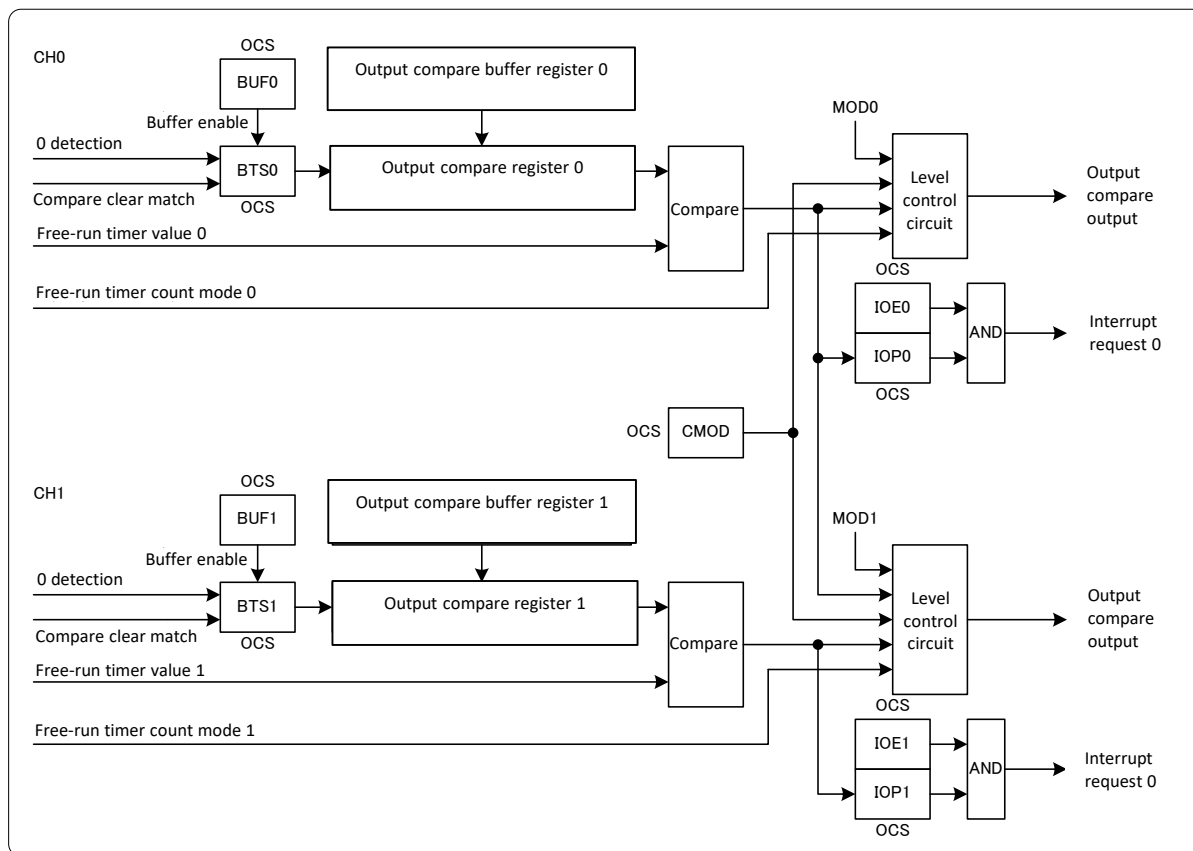 OCS
CH0
BUF0
Output compare buffer register 0
Buffer enable
MOD0
0 detection
BTS0
Output compare register 0
Compare clear match
OCS
Compare
Level
control
circuit
Output
compare
output
Free-run timer value 0
OCS
Free-run timer count mode 0
IOE0
AND
Interrupt
request 0
IOP0
OCS
OCS
CMOD
OCS
CH1
BUF1
Output compare buffer register 1
Buffer enable
MOD1
0 detection
BTS1
Output compare register 1
Compare clear match
OCS
Compare
Level
control
circuit
Output
compare
output
Free-run timer value 1
OCS
Free-run timer count mode 1
IOE1
AND
Interrupt
request 0
IOP1
OCS